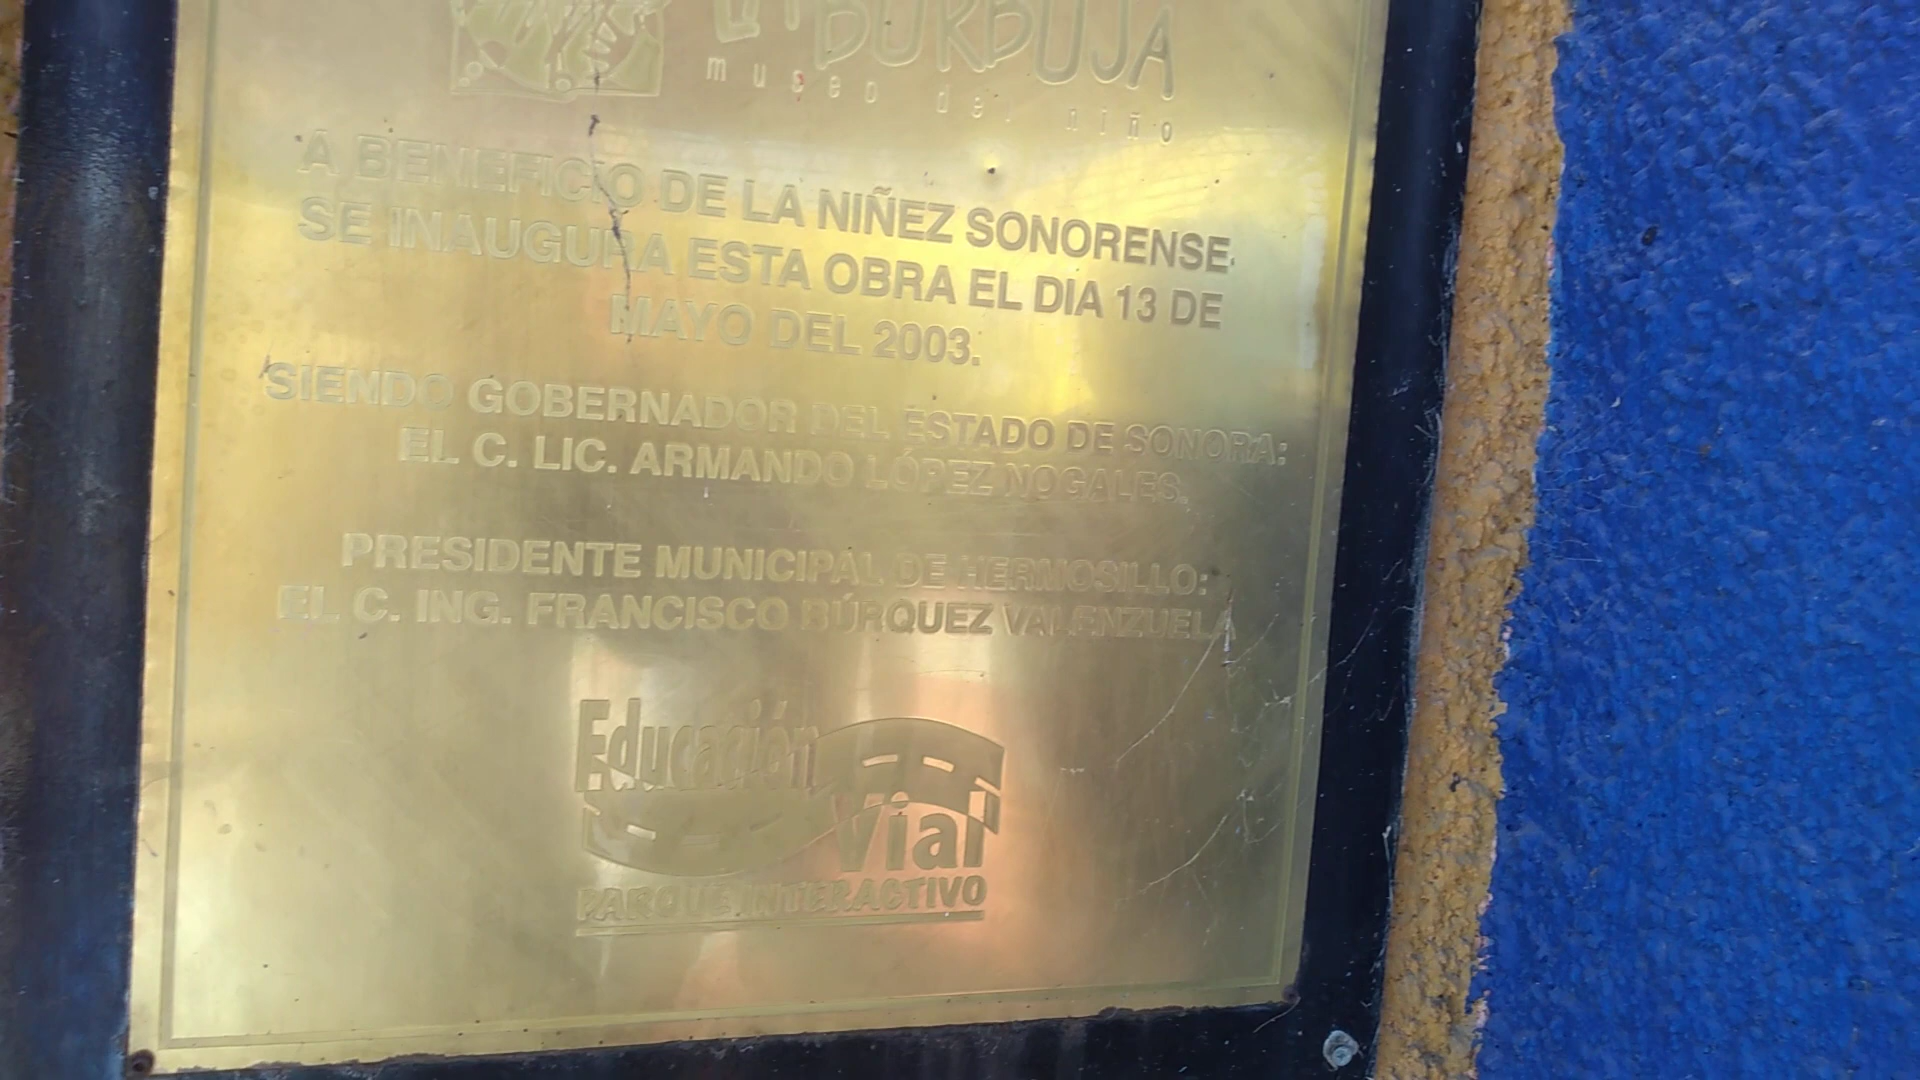 LA BURBUJA
museo del niño
A BENEFICIO DE LA NIÑEZ SONORENSE.
SE INAUGURA ESTA OBRA EL DIA 13 DE
MAYO DEL 2003.
SIENDO GOBERNADOR DEL ESTADO DE SONORA:
EL C. LIC. ARMANDO LÓPEZ NOGALES.
PRESIDENTE MUNICIPAL DE HERMOSILLO:
EL C. ING. FRANCISCO BÚRQUEZ VALENZUELA
Educación
Vial
PARQUE INTERACTIVO